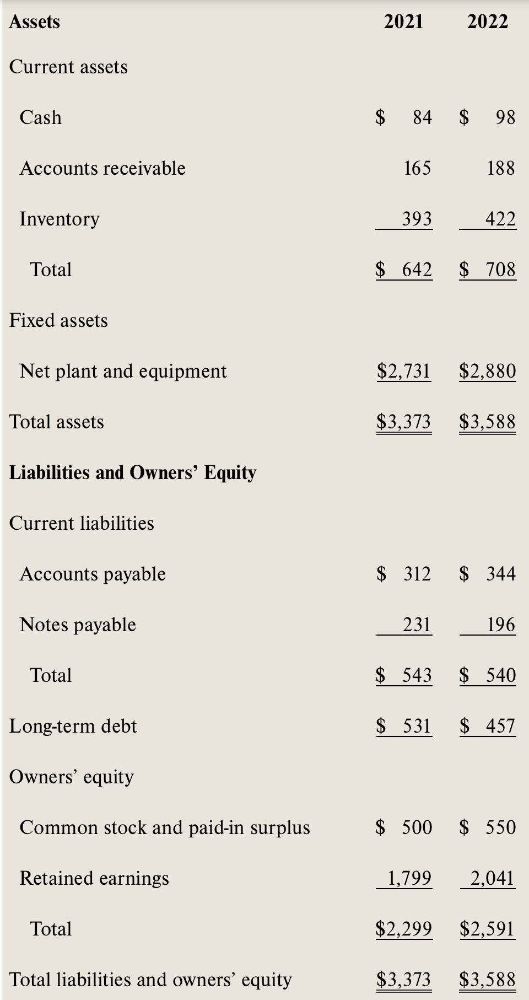 Assets 2021 2022
Current assets
Cash $ 84 $ 98
Accounts receivable 165 188
Inventory 393 422
Total $ 642 $ 708
Fixed assets
Net plant and equipment $2,731 $2,880
Total assets $3,373 $3,588
Liabilities and Owners’ Equity
Current liabilities
Accounts payable $ 312 $ 344
Notes payable 231 196
Total $ 543 $ 540
Long-term debt $ 531 $ 457
Owners’ equity
Common stock and paid-in surplus $ 500 $ 550
Retained earnings 1,799 2,041
Total $2,299 $2,591
Total liabilities and owners’ equity $3,373 $3,588